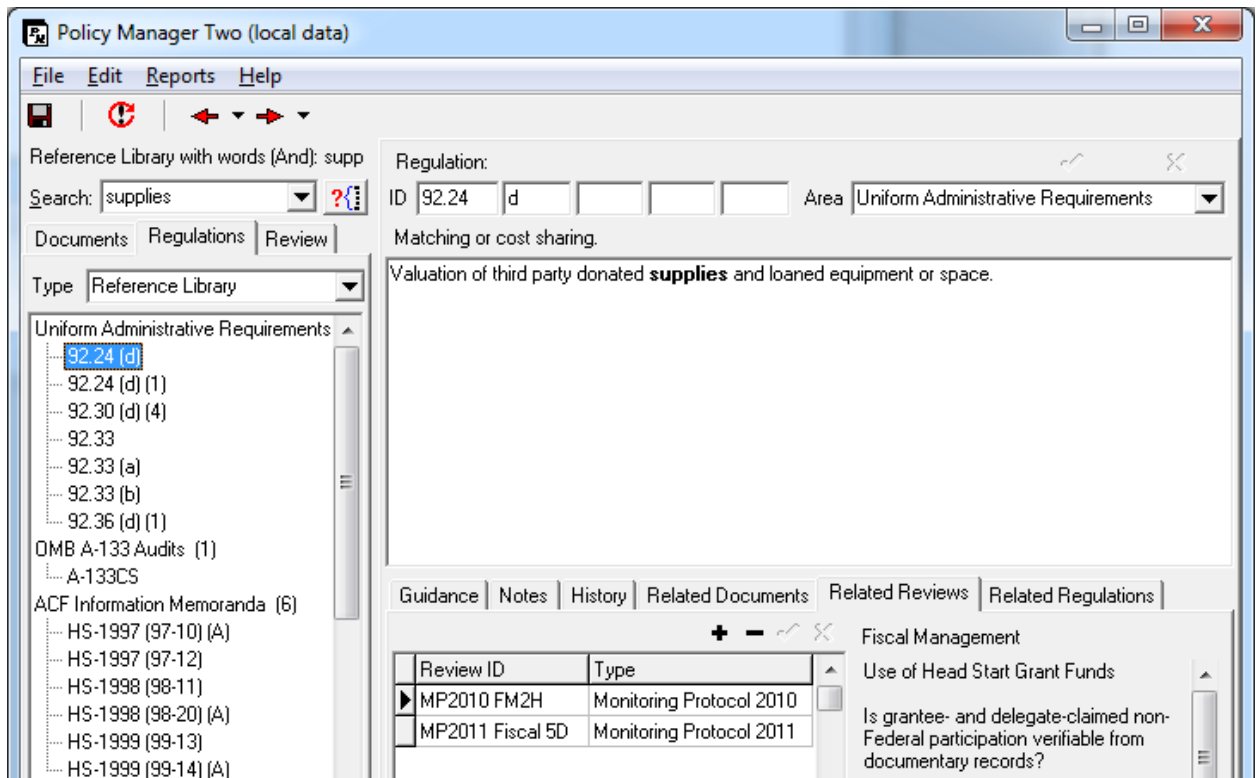 Policy Manager Two (local data)
File Edit Reports Help
Reference Library with words (And): supp
Search: supplies
Documents Regulations Review
Type Reference Library
Uniform Administrative Requirements
92.24 (d)
92.24 (d) (1)
92.30 (d) (4)
92.33
92.33 (a)
92.33 (b)
92.36 (d) (1)
OMB A-133 Audits (1)
A-133CS
ACF Information Memoranda (6)
HS-1997 (97-10) (A)
HS-1997 (97-12)
HS-1998 (98-11)
HS-1998 (98-20) (A)
HS-1999 (99-13)
HS-1999 (99-14) (A)
Regulation:
ID 92.24 d Area Uniform Administrative Requirements
Matching or cost sharing.
Valuation of third party donated supplies and loaned equipment or space.
Guidance Notes History Related Documents Related Reviews Related Regulations
Review ID Type
MP2010 FM2H Monitoring Protocol 2010
MP2011 Fiscal 5D Monitoring Protocol 2011
Fiscal Management
Use of Head Start Grant Funds
Is grantee- and delegate-claimed non-
Federal participation verifiable from
documentary records?